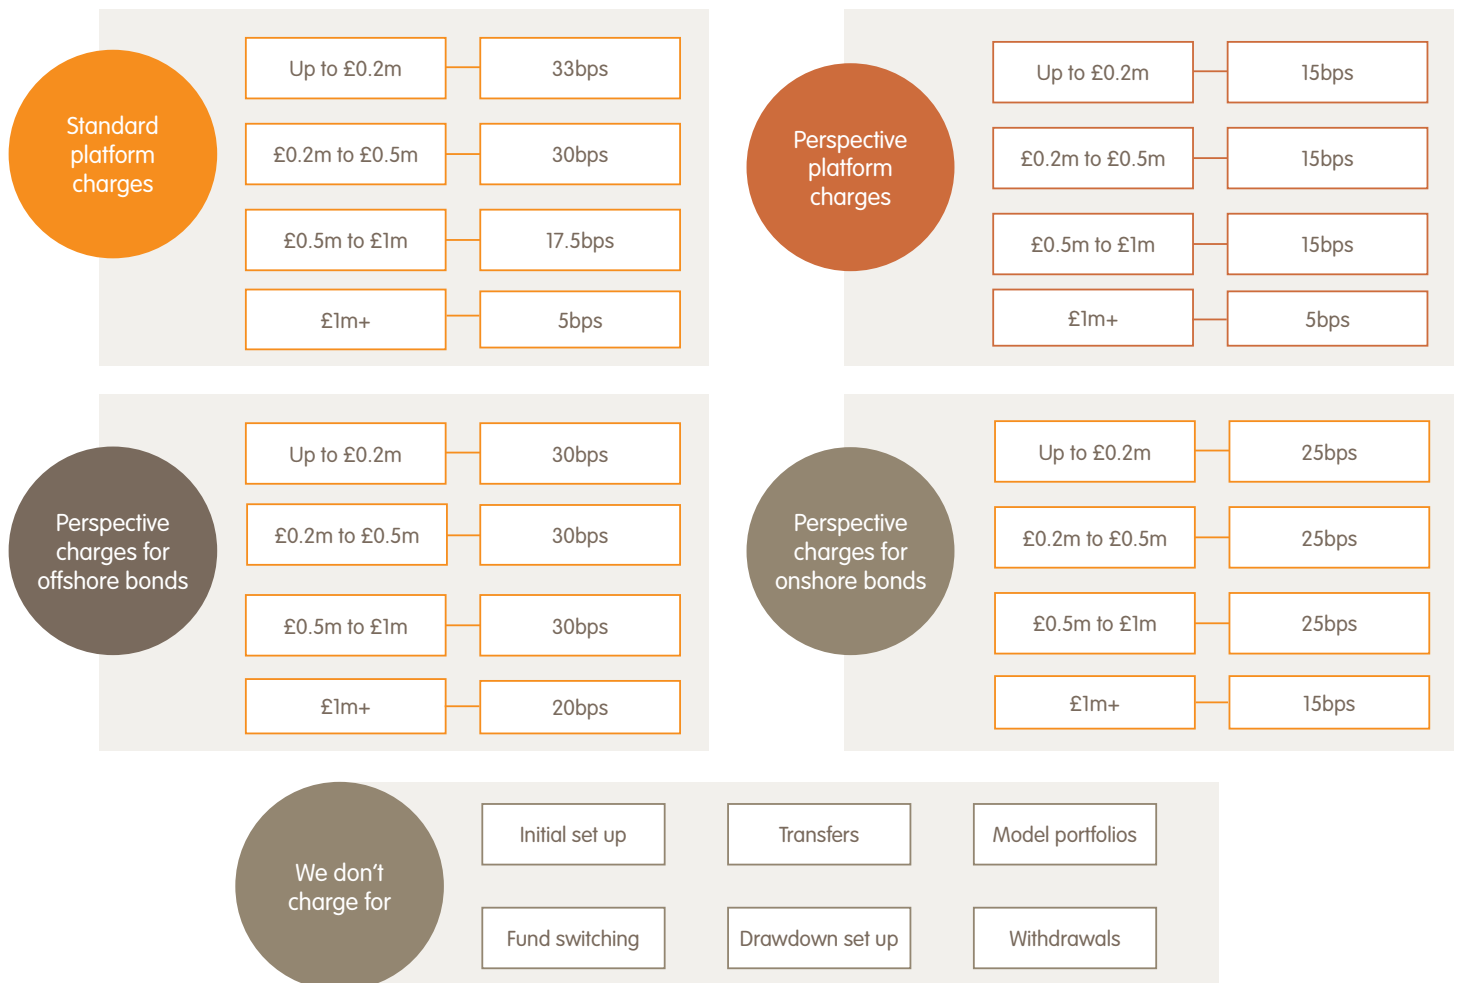 Standard
platform
charges
Up to £0.2m
33bps
£0.2m to £0.5m
30bps
£0.5m to £1m
17.5bps
£1m+
5bps
Perspective
platform
charges
Up to £0.2m
15bps
£0.2m to £0.5m
15bps
£0.5m to £1m
15bps
£1m+
5bps
Perspective
charges for
offshore bonds
Up to £0.2m
30bps
£0.2m to £0.5m
30bps
£0.5m to £1m
30bps
£1m+
20bps
Perspective
charges for
onshore bonds
Up to £0.2m
25bps
£0.2m to £0.5m
25bps
£0.5m to £1m
25bps
£1m+
15bps
We don't
charge for
Initial set up
Transfers
Model portfolios
Fund switching
Drawdown set up
Withdrawals